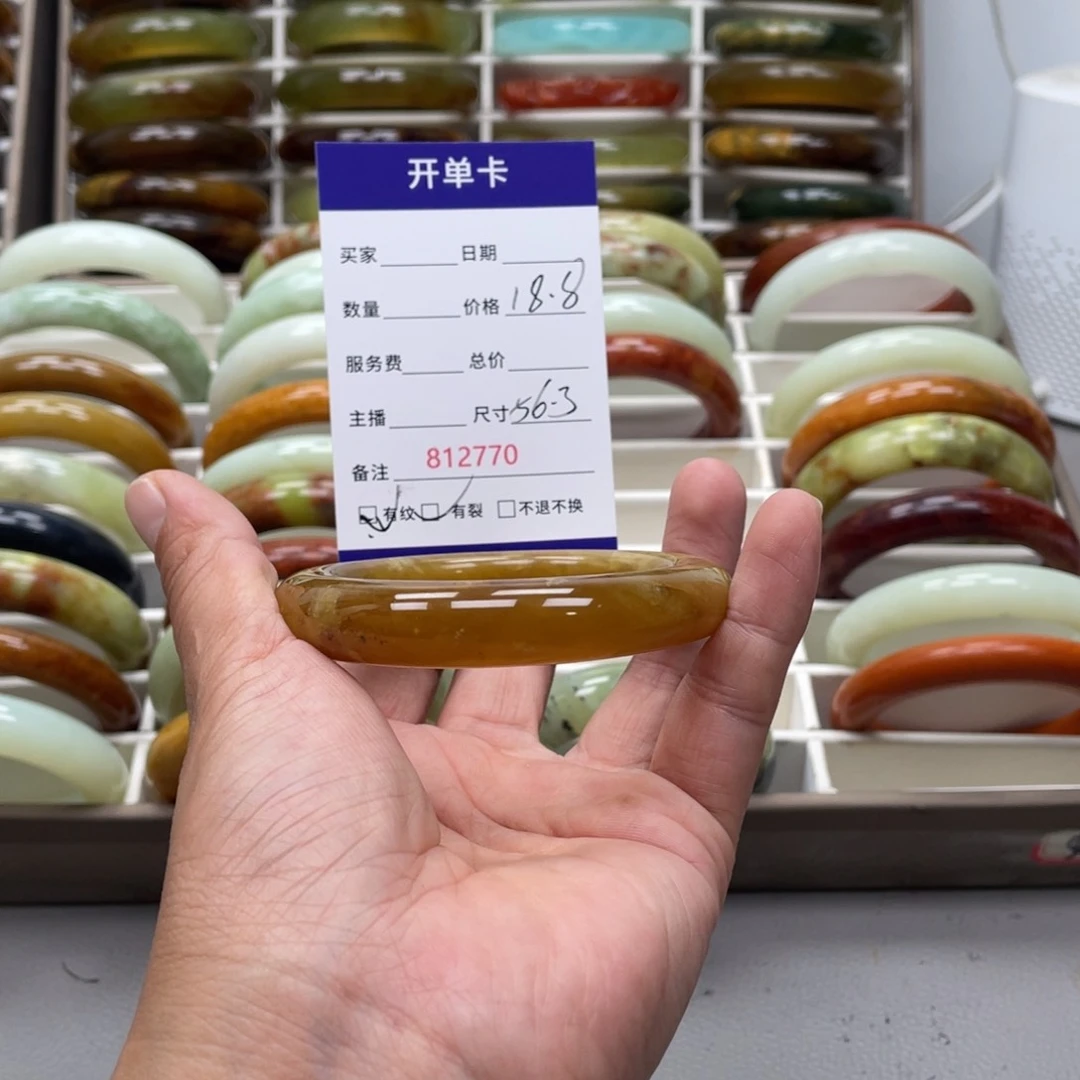 开单卡
买家 日期
数量 价格 18.8
服务费 总价
主播 尺寸 56.3
备注 812770
有纹 有裂 不退不换